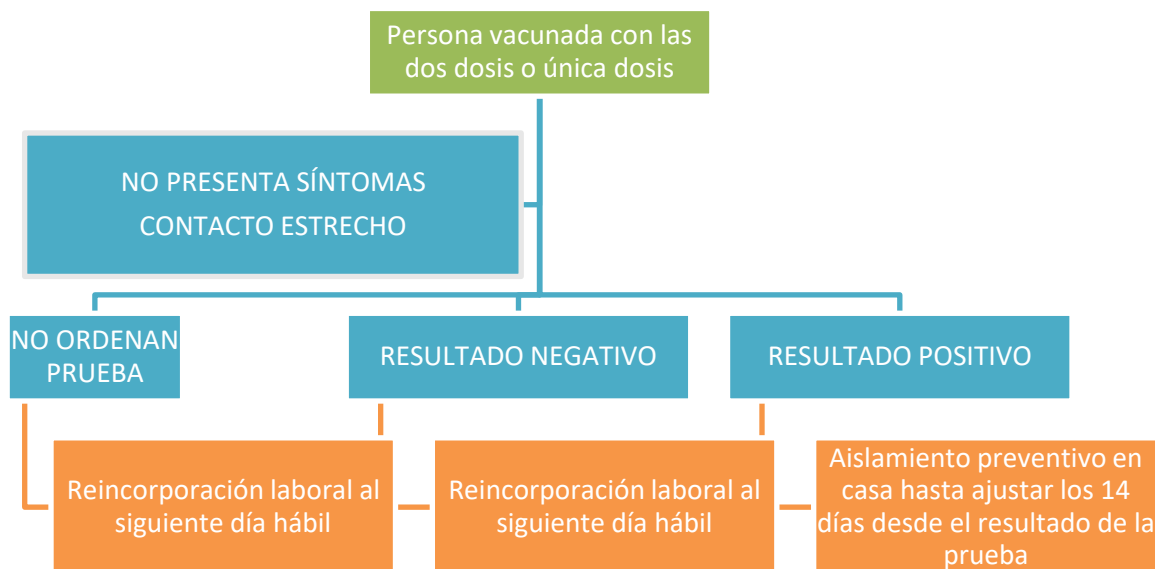 Persona vacunada con las
dos dosis o única dosis
NO PRESENTA SÍNTOMAS
CONTACTO ESTRECHO
NO ORDENAN
PRUEBA
RESULTADO NEGATIVO
RESULTADO POSITIVO
Reincorporación laboral al
siguiente día hábil
Reincorporación laboral al
siguiente día hábil
Aislamiento preventivo en
casa hasta ajustar los 14
días desde el resultado de la
prueba